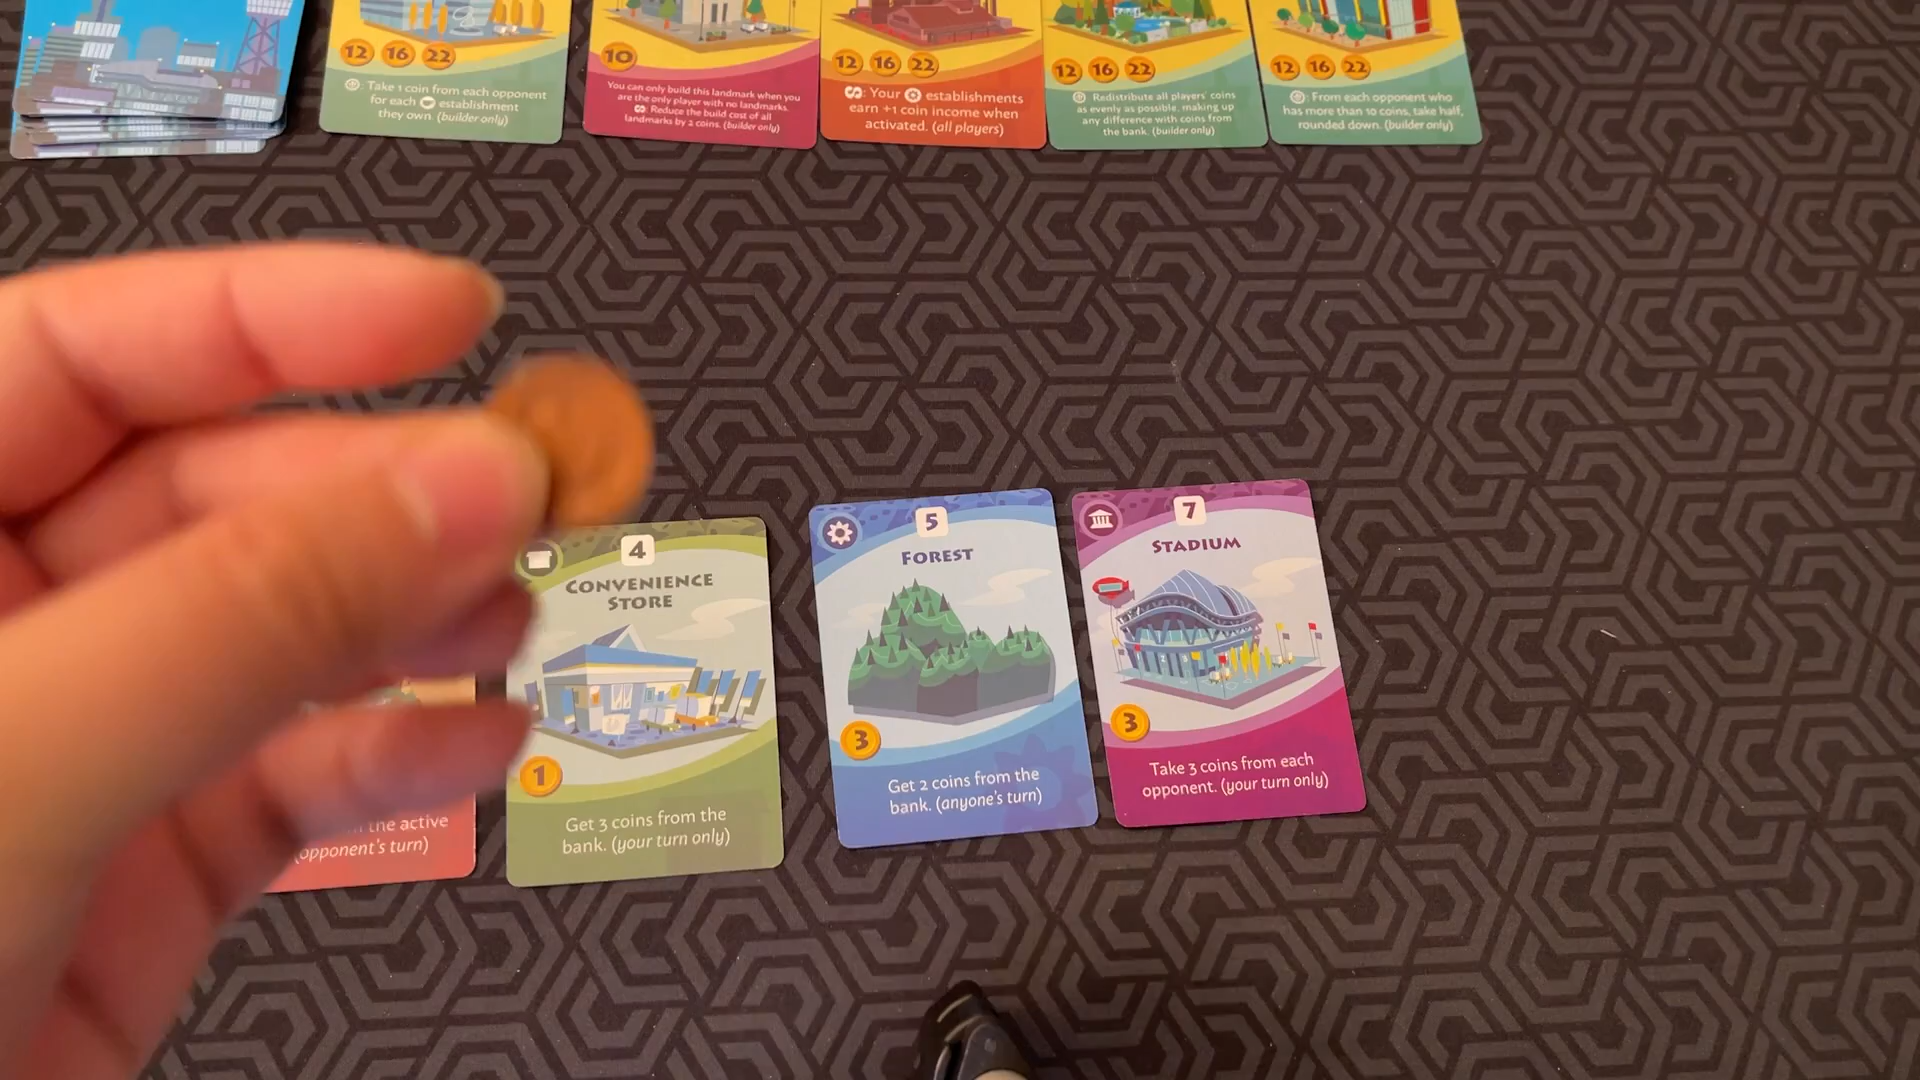 12 16 22
: Take 1 coin from each opponent
for each establishment
they own. (builder only)
10
You can only build this landmark when you
are the only player with no landmarks.
: Reduce the build cost of all
landmarks by 2 coins. (builder only)
12 16 22
: Your establishments
earn +1 coin income when
activated. (all players)
12 16 22
: Redistribute all players' coins
as evenly as possible, making up
any difference with coins from
the bank. (builder only)
12 16 22
: From each opponent who
has more than 10 coins, take half,
rounded down. (builder only)
the active
(opponent's turn)
4
CONVENIENCE
STORE
1
Get 3 coins from the
bank. (your turn only)
5
FOREST
3
Get 2 coins from the
bank. (anyone's turn)
7
STADIUM
3
Take 3 coins from each
opponent. (your turn only)